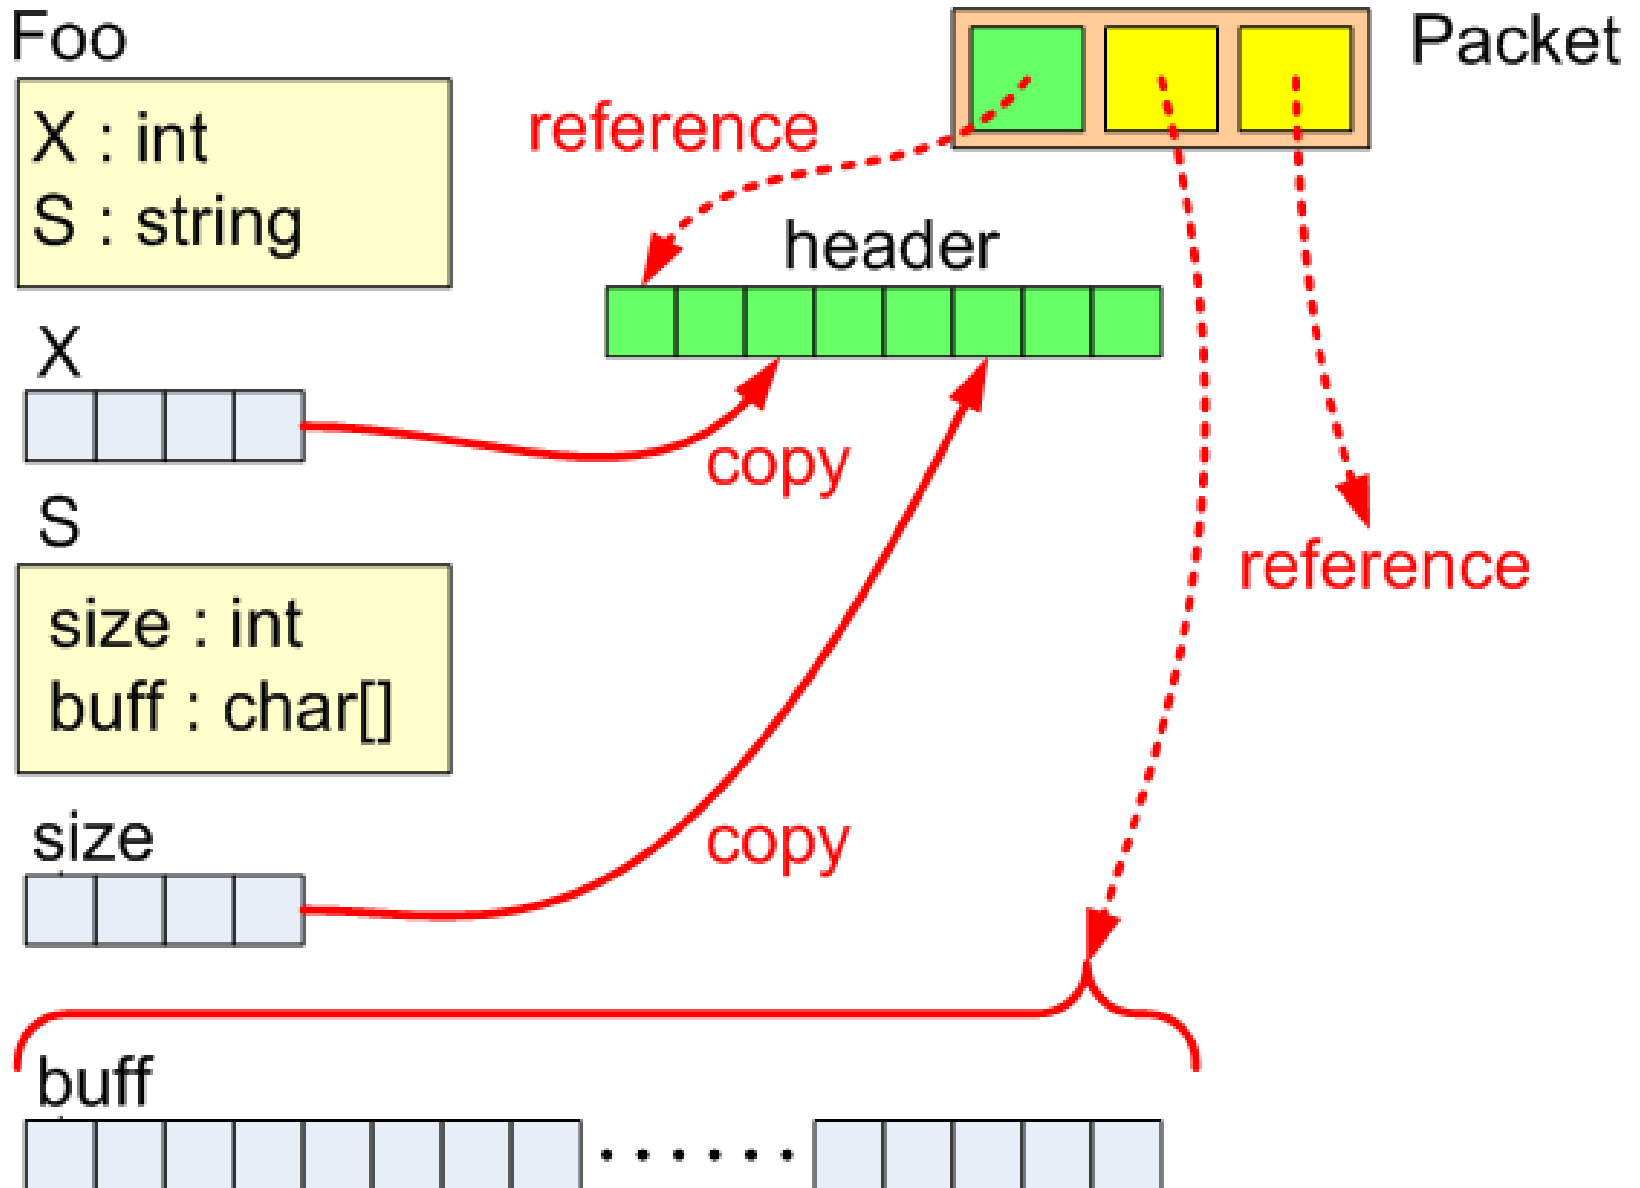 Foo
Packet
X : int
S : string
reference
header
X
copy
S
reference
size : int
buff : char[]
size
copy
buff